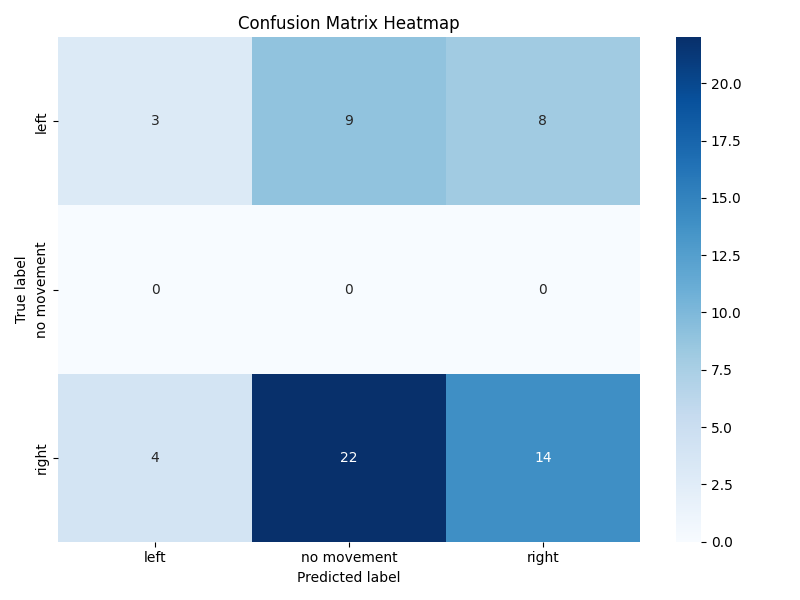 Confusion Matrix Heatmap
left
3
9
8
no movement
0
0
0
right
4
22
14
True label
left
no movement
right
Predicted label
20.0
17.5
15.0
12.5
10.0
7.5
5.0
2.5
0.0